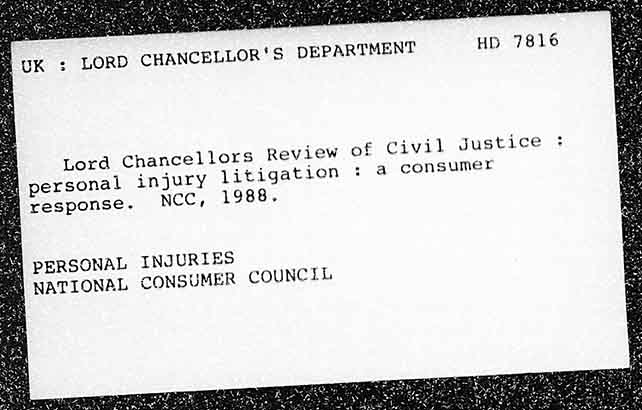 UK : LORD CHANCELLOR'S DEPARTMENT HD 7816
Lord Chancellors Review of Civil Justice :
personal injury litigation : a consumer
response. NCC, 1988.
PERSONAL INJURIES
NATIONAL CONSUMER COUNCIL